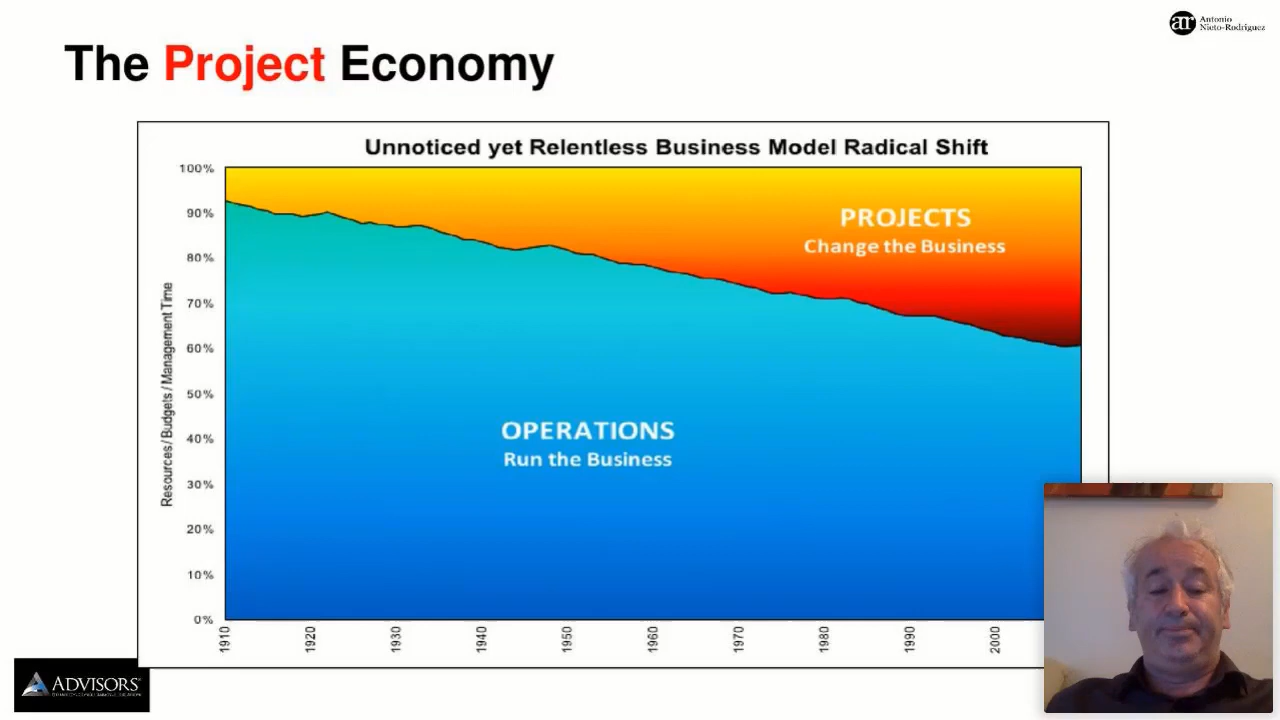 ar Antonio
Nieto-Rodriguez
The Project Economy
Unnoticed yet Relentless Business Model Radical Shift
100%
90%
80%
70%
60%
50%
40%
30%
20%
10%
0%
Resources/ Budgets / Management Time
PROJECTS
Change the Business
OPERATIONS
Run the Business
1910
1920
1930
1940
1950
1960
1970
1980
1990
2000
ADVISORS